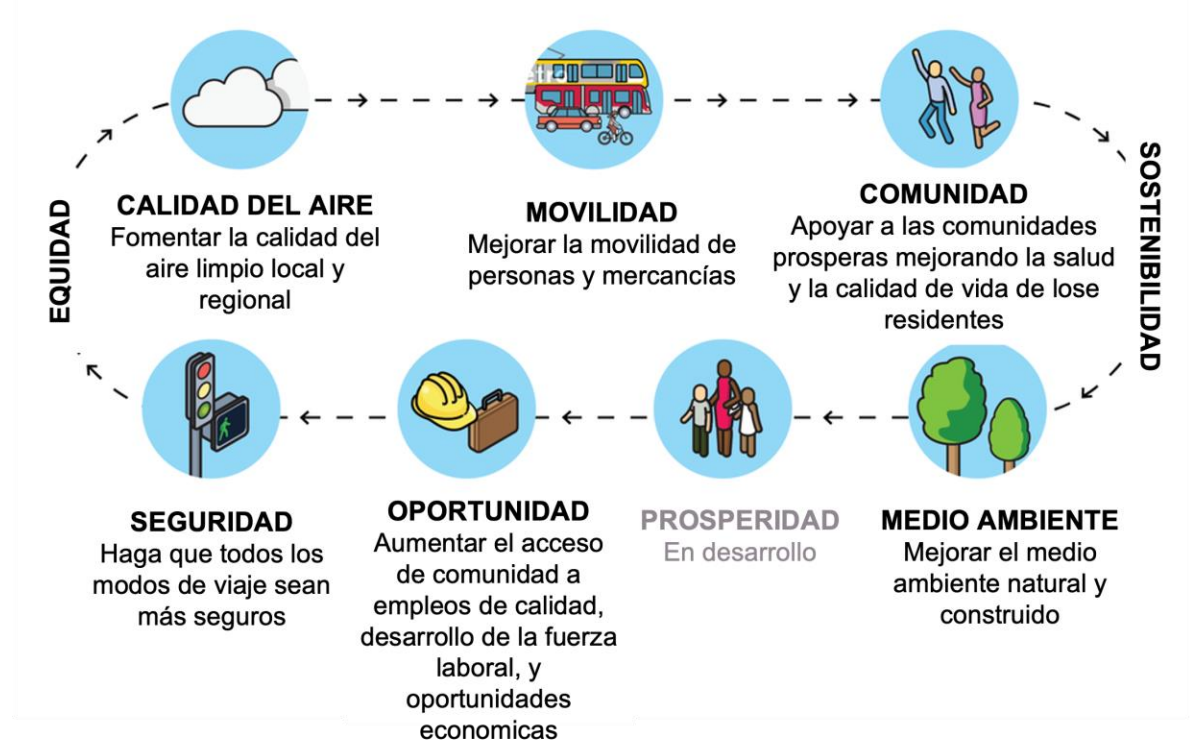 etro
CALIDAD DEL AIRE
Fomentar la calidad del
aire limpio local y
regional
MOVILIDAD
Mejorar la movilidad de
personas y mercancías
COMUNIDAD
Apoyar a las comunidades
prosperas mejorando la salud
y la calidad de vida de lose
residentes
SOSTENIBILIDAD
EQUIDAD
SEGURIDAD
Haga que todos los
modos de viaje sean
más seguros
OPORTUNIDAD
Aumentar el acceso
de comunidad a
empleos de calidad,
desarrollo de la fuerza
laboral, y
oportunidades
economicas
PROSPERIDAD
En desarrollo
MEDIO AMBIENTE
Mejorar el medio
ambiente natural y
construido